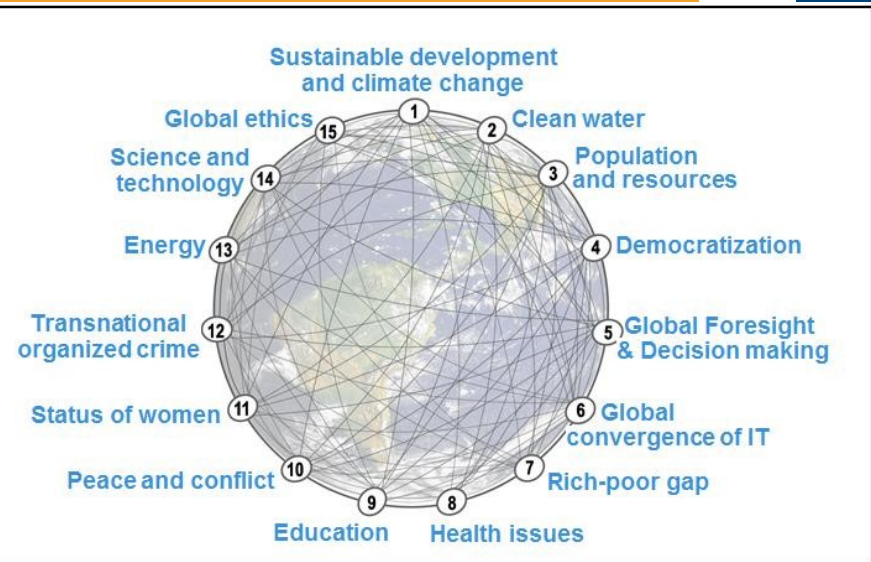 Sustainable development
and climate change
1
2 Clean water
3 Population
and resources
4 Democratization
5 Global Foresight
& Decision making
6 Global
convergence of IT
7 Rich-poor gap
8 Health issues
9 Education
10 Peace and conflict
11 Status of women
12 Transnational
organized crime
13 Energy
14 Science and
technology
15 Global ethics